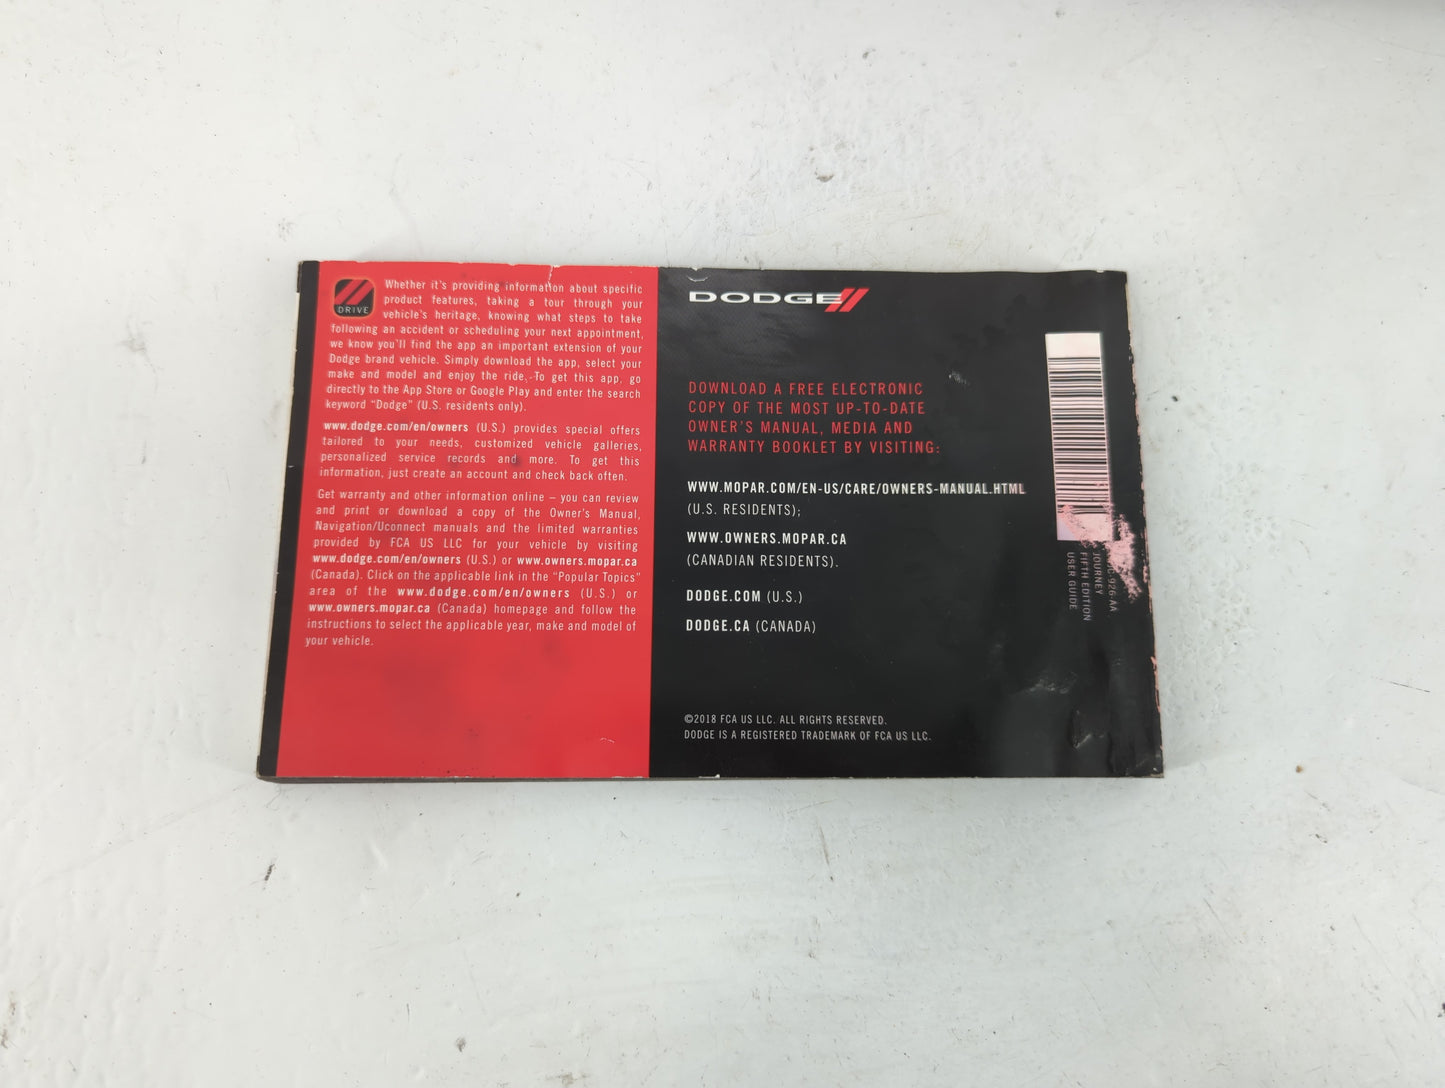 DRIVE
Whether it's providing information about specific
product features, taking a tour through your
vehicle's heritage, knowing what steps to take
following an accident or scheduling your next appointment,
we know you'll find the app an important extension of your
Dodge brand vehicle. Simply download the app, select your
make and model and enjoy the ride. To get this app, go
directly to the App Store or Google Play and enter the search
keyword "Dodge" (U.S. residents only).
www.dodge.com/en/owners (U.S.) provides special offers
tailored to your needs, customized vehicle galleries,
personalized service records and more. To get this
information, just create an account and check back often.
Get warranty and other information online – you can review
and print or download a copy of the Owner's Manual,
Navigation/Uconnect manuals and the limited warranties
provided by FCA US LLC for your vehicle by visiting
www.dodge.com/en/owners (U.S.) or www.owners.mopar.ca
(Canada). Click on the applicable link in the "Popular Topics"
area of the www.dodge.com/en/owners (U.S.) or
www.owners.mopar.ca (Canada) homepage and follow the
instructions to select the applicable year, make and model of
your vehicle.
DODGE
DOWNLOAD A FREE ELECTRONIC
COPY OF THE MOST UP-TO-DATE
OWNER'S MANUAL, MEDIA AND
WARRANTY BOOKLET BY VISITING:
WWW.MOPAR.COM/EN-US/CARE/OWNERS-MANUAL.HTML
(U.S. RESIDENTS);
WWW.OWNERS.MOPAR.CA
(CANADIAN RESIDENTS).
DODGE.COM (U.S.)
DODGE.CA (CANADA)
©2018 FCA US LLC. ALL RIGHTS RESERVED.
DODGE IS A REGISTERED TRADEMARK OF FCA US LLC.
926-AA
JOURNEY
FIFTH EDITION
USER GUIDE